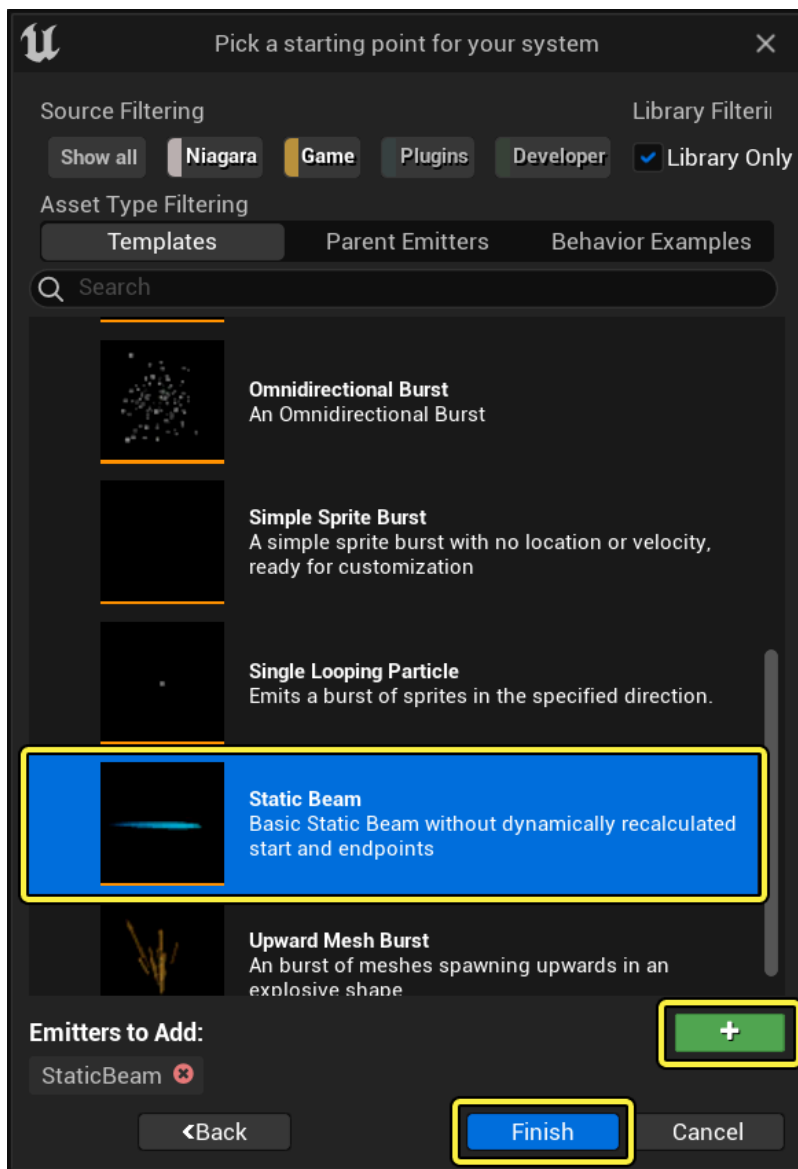 Pick a starting point for your system
Source Filtering
Library Filterin
Show all
Niagara
Game
Plugins
Developer
Library Only
Asset Type Filtering
Templates
Parent Emitters
Behavior Examples
Search
Omnidirectional Burst
An Omnidirectional Burst
Simple Sprite Burst
A simple sprite burst with no location or velocity,
ready for customization
Single Looping Particle
Emits a burst of sprites in the specified direction.
Static Beam
Basic Static Beam without dynamically recalculated
start and endpoints
Upward Mesh Burst
An burst of meshes spawning upwards in an
explosive shape
Emitters to Add:
+
StaticBeam
<Back
Finish
Cancel